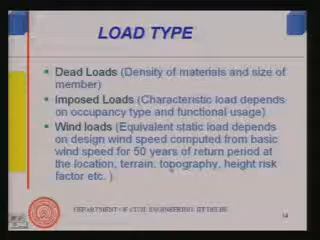 LOAD TYPE
Dead Loads (Density of materials and size of
member)
Imposed Loads (Characteristic load depends
on occupancy type and functional usage)
Wind loads (Equivalent static load depends
on design wind speed computed from basic
wind speed for 50 years of return period at
the location, terrain, topography, height risk
factor etc. )
DEPARTMENT OF CIVIL ENGINEERING IIT DELHI
14